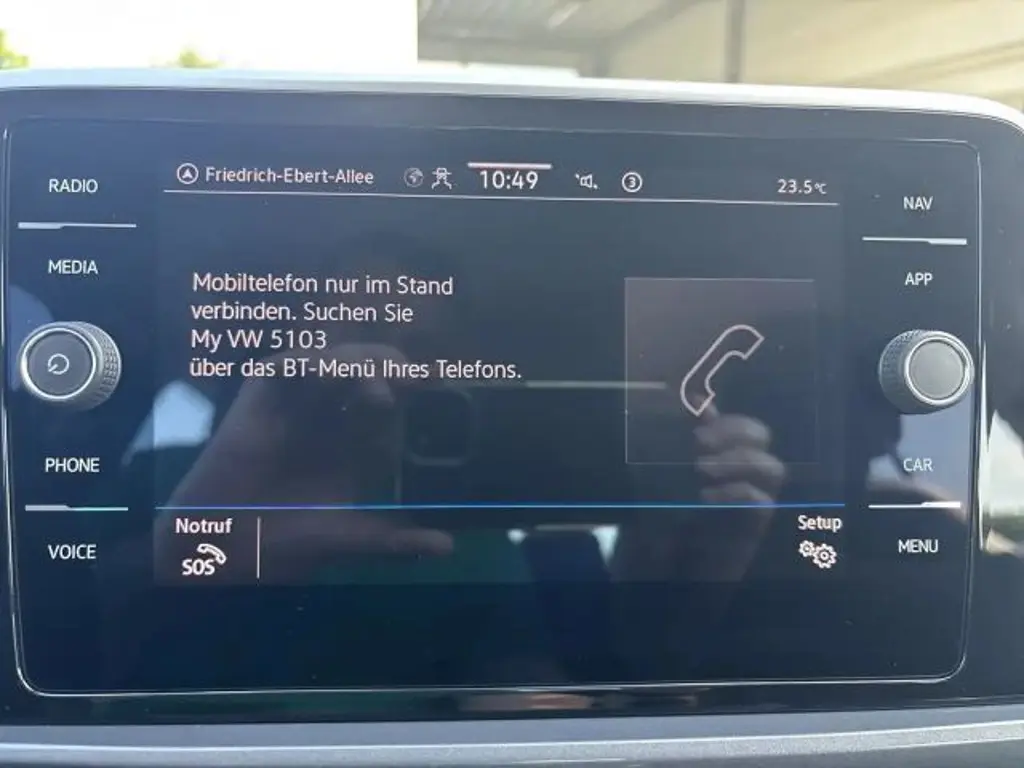 RADIO
MEDIA
PHONE
VOICE
Friedrich-Ebert-Allee
10:49
3
23.5°C
Mobiltelefon nur im Stand
verbinden. Suchen Sie
My VW 5103
über das BT-Menü Ihres Telefons.
Notruf
SOS
Setup
NAV
APP
CAR
MENU